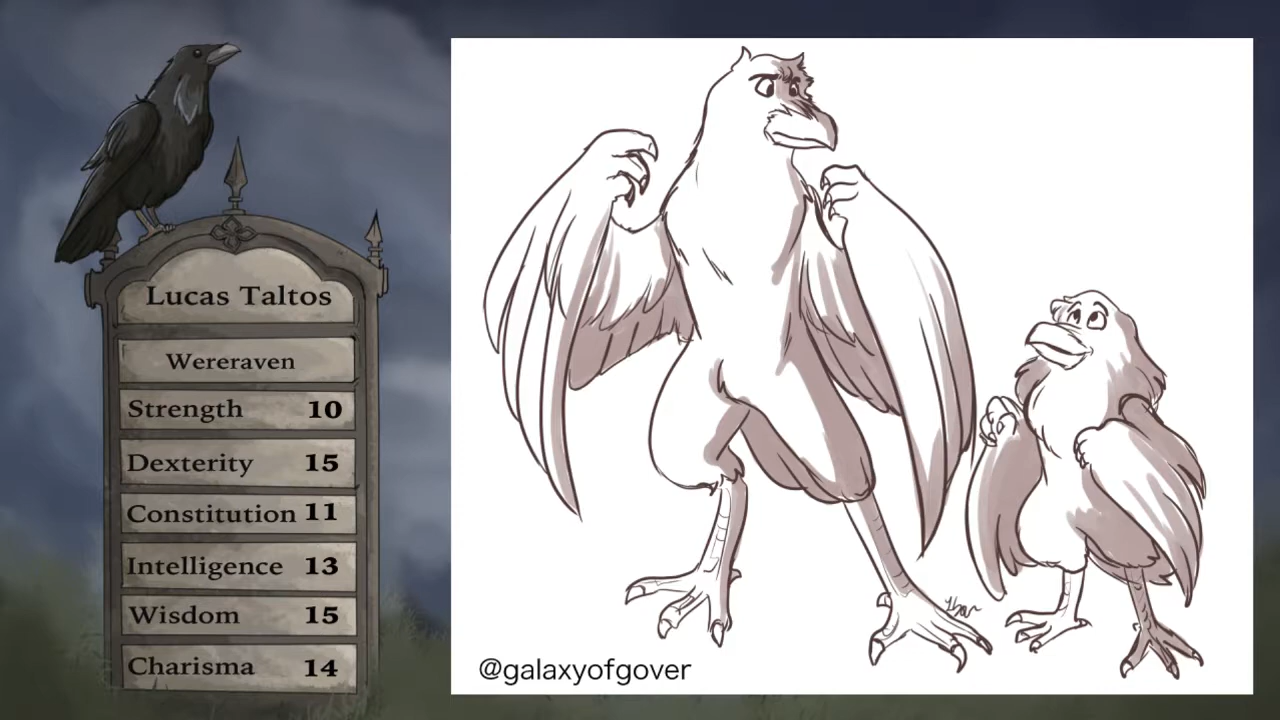 Lucas Taltos
Wereraven
Strength 10
Dexterity 15
Constitution 11
Intelligence 13
Wisdom 15
Charisma 14
@galaxyofgover